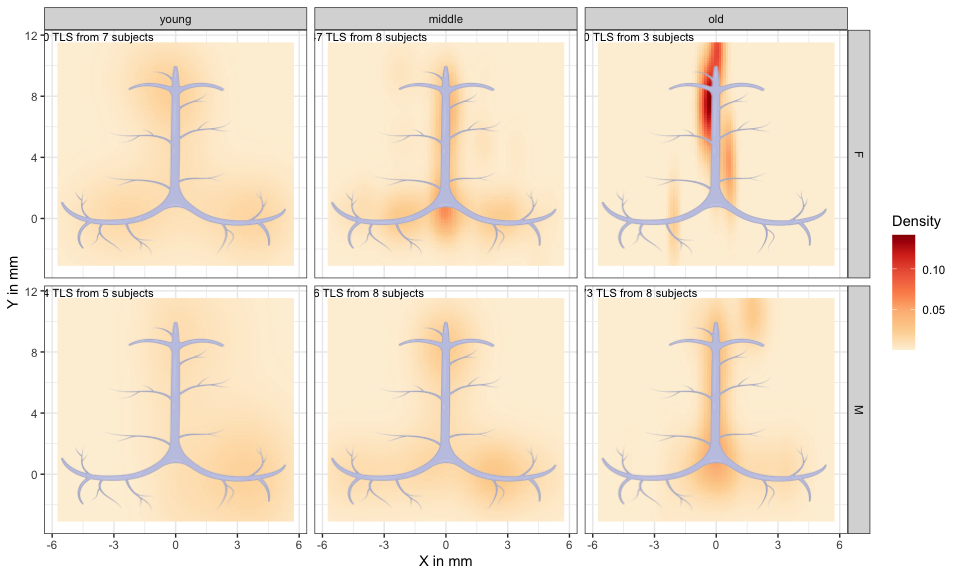 young
middle
old
0 TLS from 7 subjects
7 TLS from 8 subjects
0 TLS from 3 subjects
12
8
4
0
F
4 TLS from 5 subjects
6 TLS from 8 subjects
3 TLS from 8 subjects
12
8
4
0
M
Y in mm
-6
-3
0
3
6
-6
-3
0
3
6
-6
-3
0
3
6
X in mm
Density
0.10
0.05